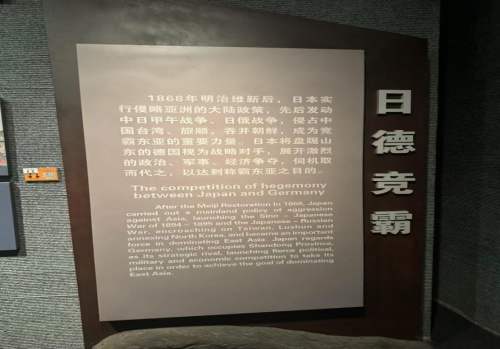 1868年明治维新后，日本实
行侵略亚洲的大陆政策，先后发动
中日甲午战争、日俄战争，侵占中
国台湾、旅顺，吞并朝鲜，成为竞
霸东亚的重要力量。日本将盘踞山
东的德国视为战略对手，展开激烈
的政治、军事、经济争夺，伺机取
而代之，以达到称霸东亚之目的。
The competition of hegemony
between Japan and Germany
After the Meiji Restoration in 1868, Japan
carried out a mainland policy of aggression
against Asia, launching the Sino - Japanese
War of 1894 - 1895 and the Japanese - Russian
War, encroaching on Taiwan, Lushun and
annexing North Korea, and became an important
force in dominating East Asia. Japan regards
Germany, which occupies Shandong Province,
as its strategic rival, launching fierce political,
military and economic competition to take its
place in order to achieve the goal of dominating
East Asia.
日德竞霸